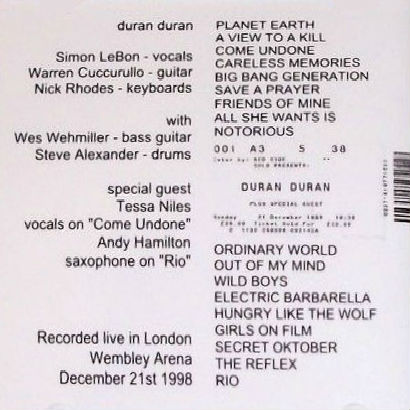 duran duran
Simon LeBon - vocals
Warren Cuccurullo - guitar
Nick Rhodes - keyboards
with
Wes Wehmiller - bass guitar
Steve Alexander - drums
special guest
Tessa Niles
vocals on "Come Undone"
Andy Hamilton
saxophone on "Rio"
Recorded live in London
Wembley Arena
December 21st 1998
PLANET EARTH
A VIEW TO A KILL
COME UNDONE
CARELESS MEMORIES
BIG BANG GENERATION
SAVE A PRAYER
FRIENDS OF MINE
ALL SHE WANTS IS
NOTORIOUS
001 A3 5 38
DURAN DURAN
PLUS SPECIAL GUEST
ORDINARY WORLD
OUT OF MY MIND
WILD BOYS
ELECTRIC BARBARELLA
HUNGRY LIKE THE WOLF
GIRLS ON FILM
SECRET OKTOBER
THE REFLEX
RIO